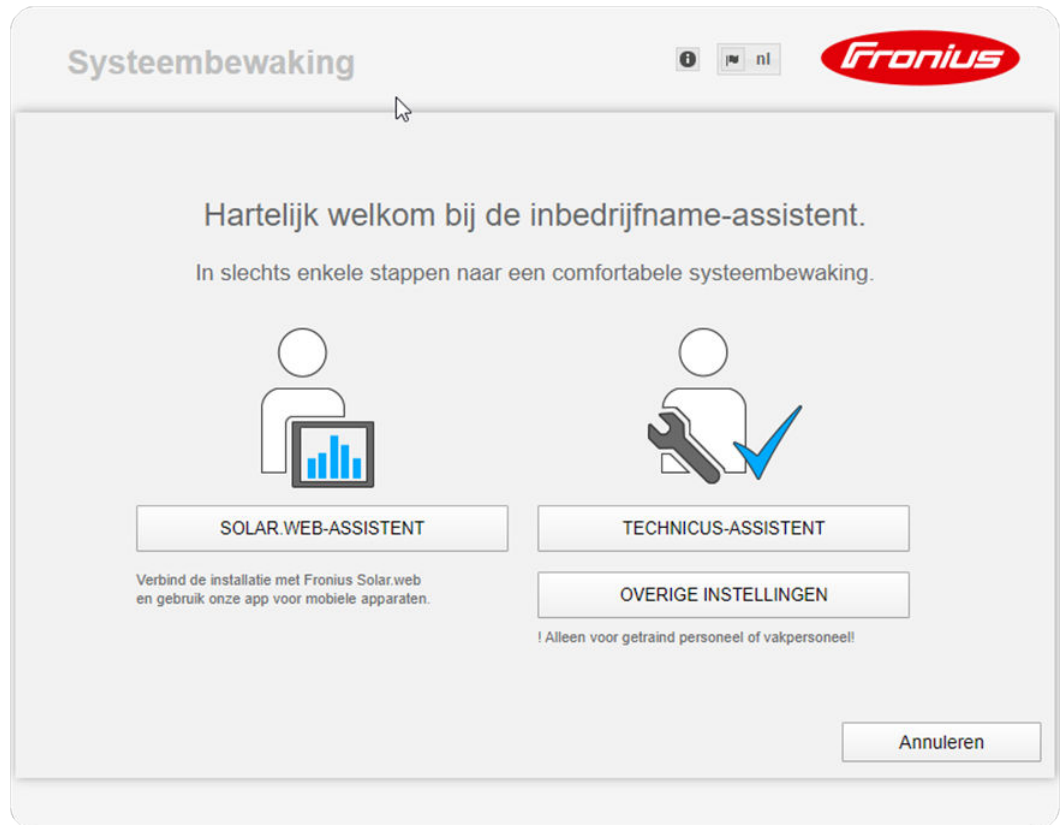 Systeembewaking
nl
Fronius
Hartelijk welkom bij de inbedrijfname-assistent.
In slechts enkele stappen naar een comfortabele systeembewaking.
SOLAR.WEB-ASSISTENT
TECHNICUS-ASSISTENT
Verbind de installatie met Fronius Solar.web
en gebruik onze app voor mobiele apparaten.
OVERIGE INSTELLINGEN
! Alleen voor getraind personeel of vakpersoneel!
Annuleren